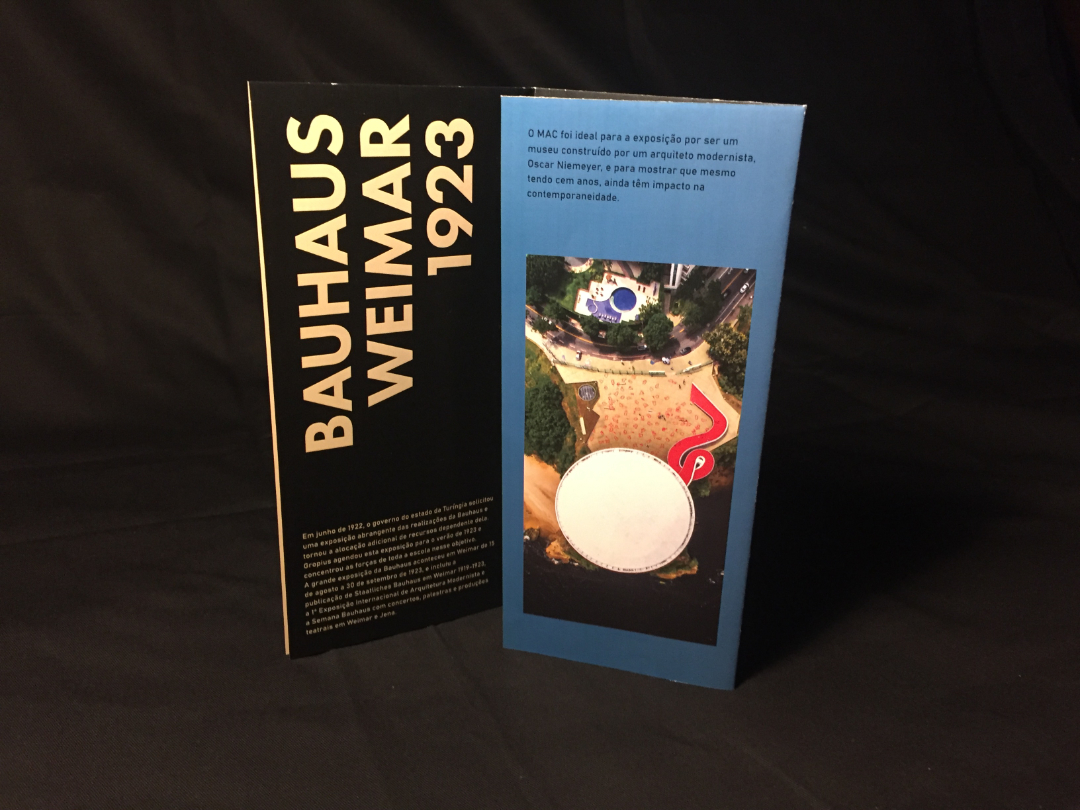 BAUHAUS
WEIMAR
1923
Em junho de 1922, o governo do estado da Turíngia solicitou
uma exposição abrangente das realizações da Bauhaus e
tornou a alocação adicional de recursos dependente dela.
Gropius agendou esta exposição para o verão de 1923 e
concentrou as forças de toda a escola nesse objetivo.
A grande exposição da Bauhaus aconteceu em Weimar de 15
de agosto a 30 de setembro de 1923, e inclute a
publicação de Staatliches Bauhaus em Weimar 1919-1923,
a 1ª Exposição Internacional de Arquitetura Moderniste e
a Semana Bauhaus com concertos, palestras e produções
teatrais em Weimar e Jena.
O MAC foi ideal para a exposição por ser um
museu construído por um arquiteto modernista,
Oscar Niemeyer, e para mostrar que mesmo
tendo cem anos, ainda têm impacto na
contemporaneidade.